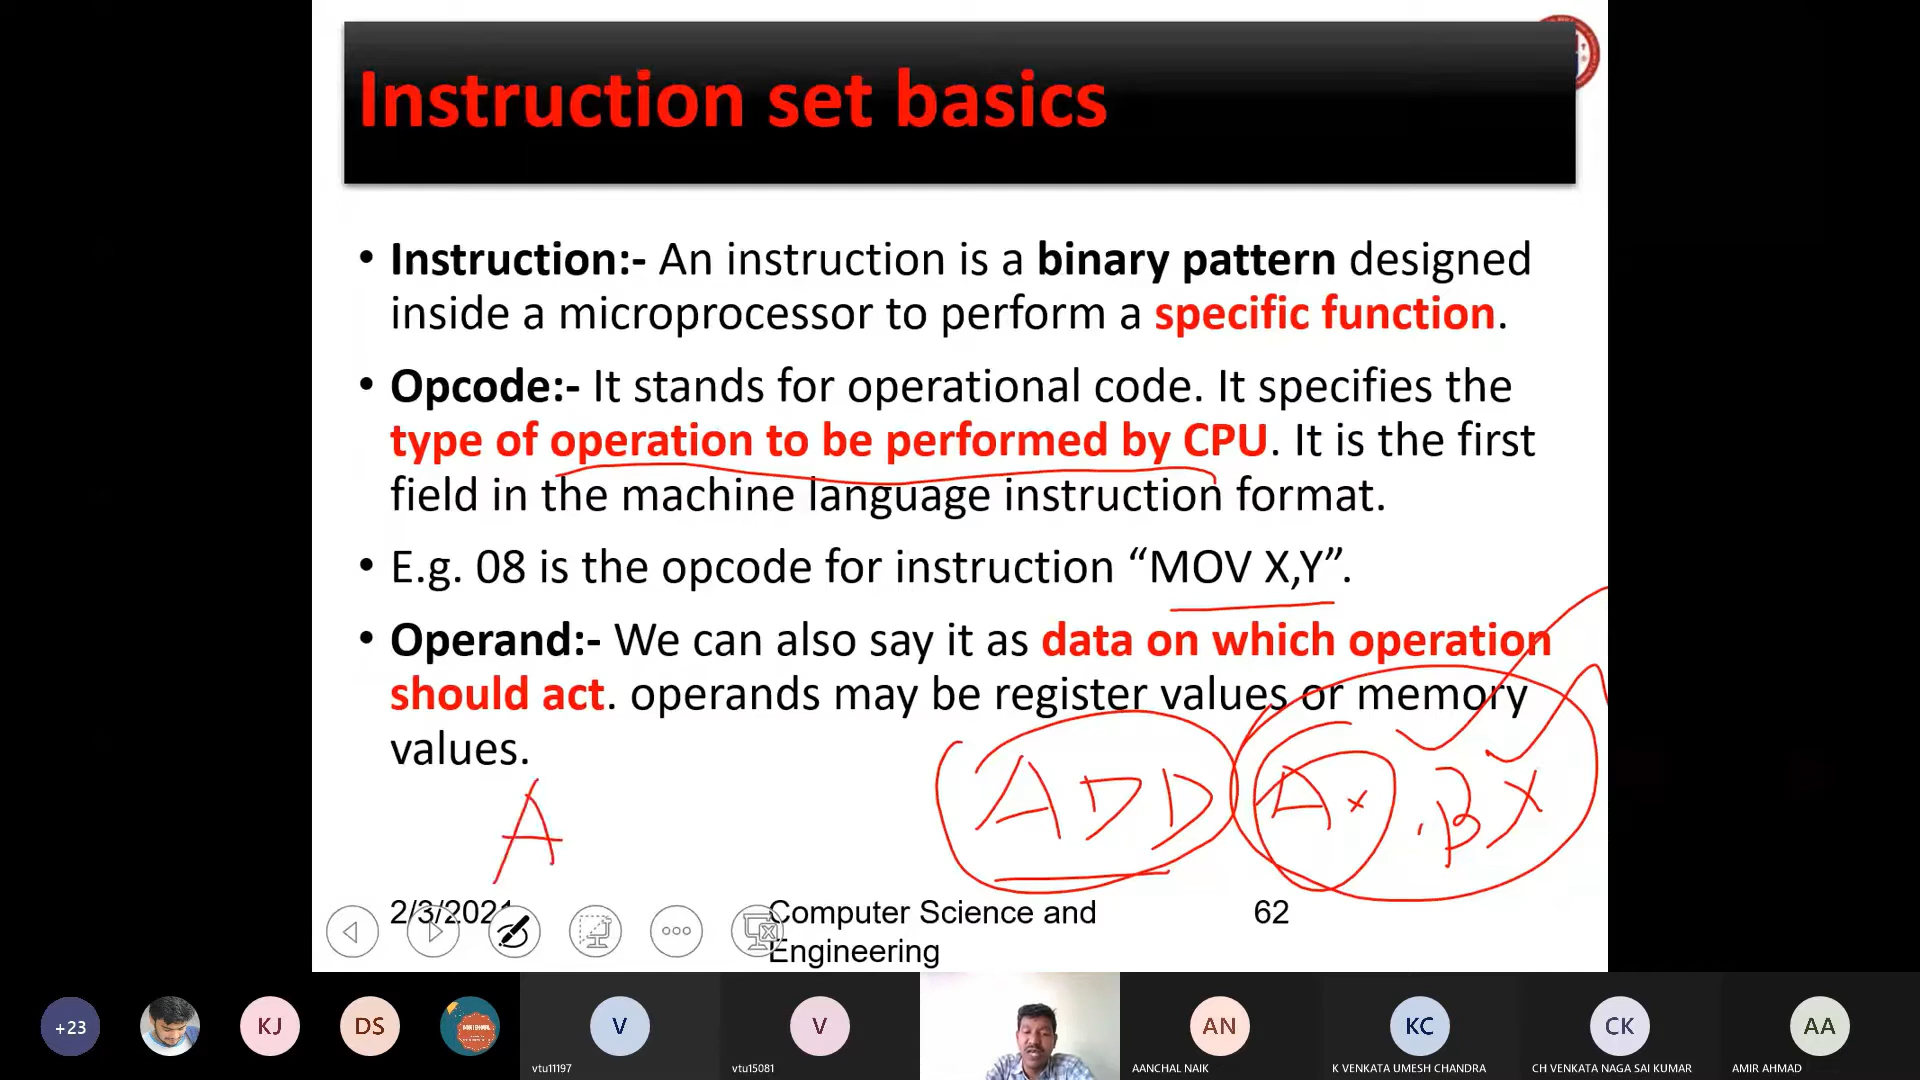 Instruction set basics
• Instruction:- An instruction is a binary pattern designed
inside a microprocessor to perform a specific function.
• Opcode:- It stands for operational code. It specifies the
type of operation to be performed by CPU. It is the first
field in the machine language instruction format.
• E.g. 08 is the opcode for instruction “MOV X,Y”.
• Operand:- We can also say it as data on which operation
should act. operands may be register values or memory
values.
ADD Ax .BX
A
2/3/2021
Computer Science and
Engineering
62
+23
KJ
DS
V
vtu11197
V
vtu15081
AN
AANCHAL NAIK
KC
K VENKATA UMESH CHANDRA
CK
CH VENKATA NAGA SAI KUMAR
AA
AMIR AHMAD